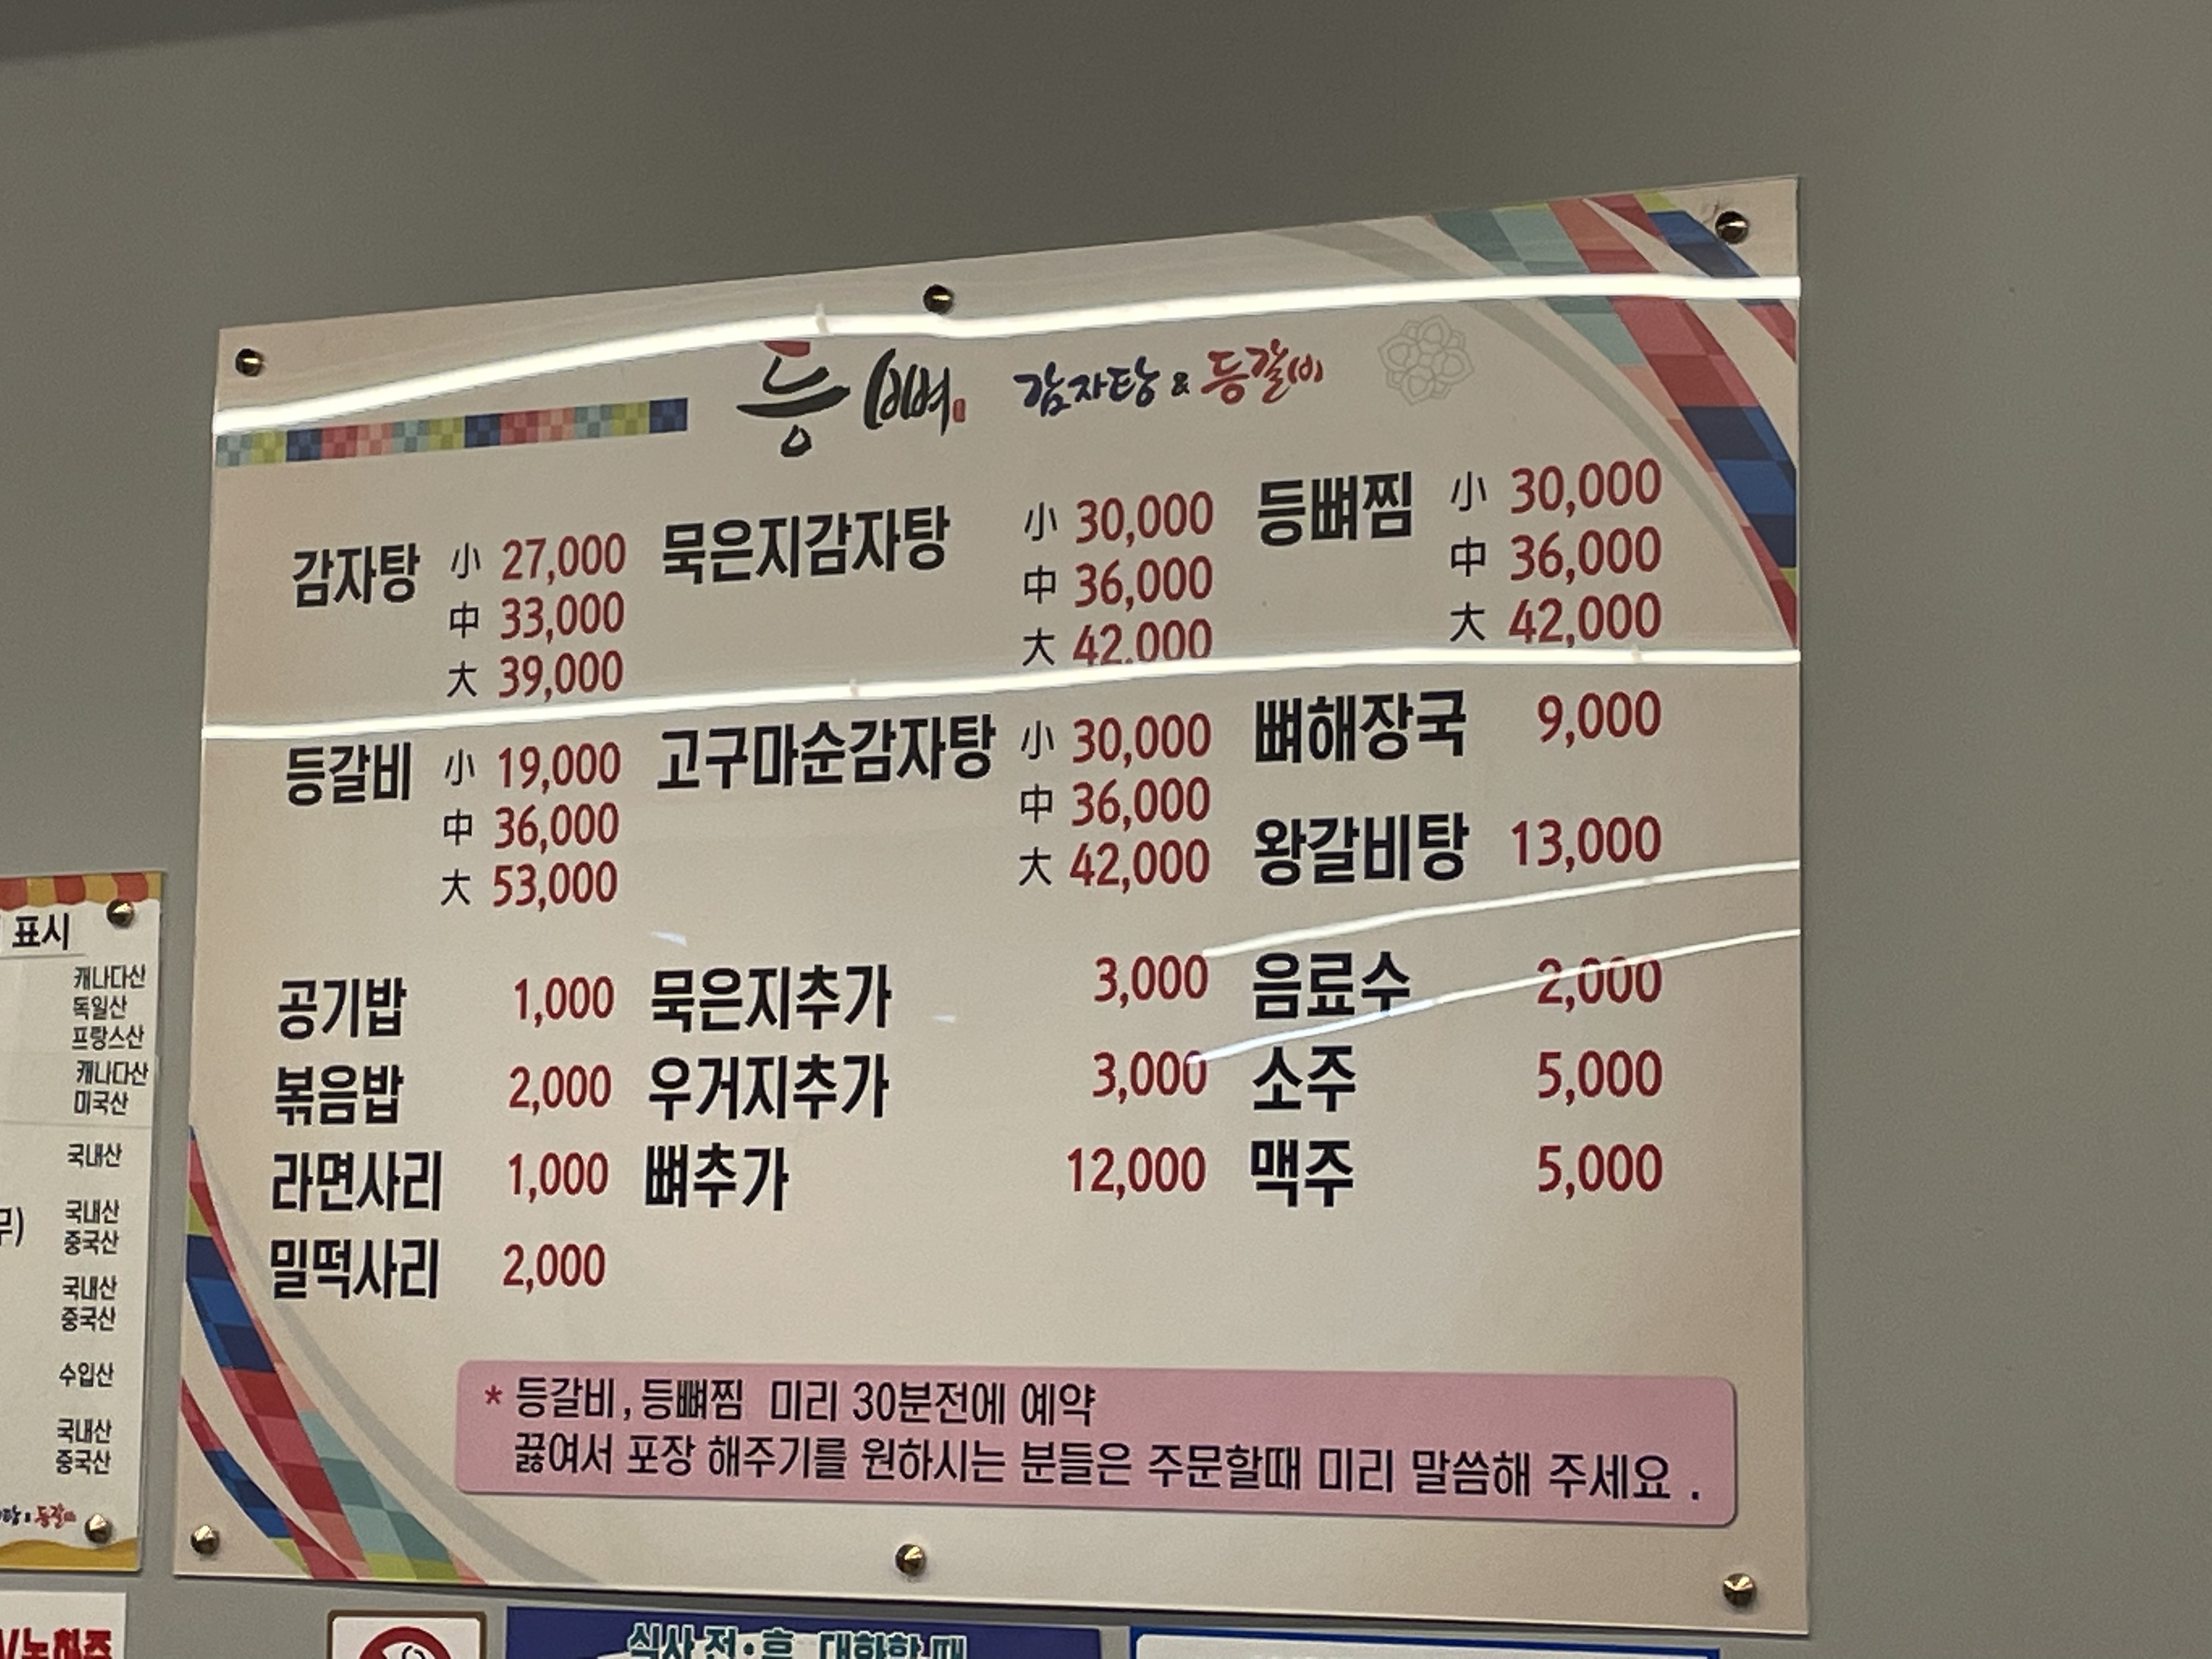 등뼈 감자탕 & 등갈비
감자탕 小 27,000
中 33,000
大 39,000
묵은지감자탕 小 30,000
中 36,000
大 42,000
등뼈찜 小 30,000
中 36,000
大 42,000
등갈비 小 19,000
中 36,000
大 53,000
고구마순감자탕 小 30,000
中 36,000
大 42,000
뼈해장국 9,000
왕갈비탕 13,000
공기밥 1,000
볶음밥 2,000
라면사리 1,000
밀떡사리 2,000
묵은지추가 3,000
우거지추가 3,000
뼈추가 12,000
음료수 2,000
소주 5,000
맥주 5,000
* 등갈비, 등뼈찜 미리 30분전에 예약
끓여서 포장 해주기를 원하시는 분들은 주문할때 미리 말씀해 주세요 .
표시
캐나다산
독일산
프랑스산
캐나다산
미국산
국내산
국내산
중국산
국내산
중국산
수입산
국내산
중국산
등갈비
식사 전·후 대화할 때